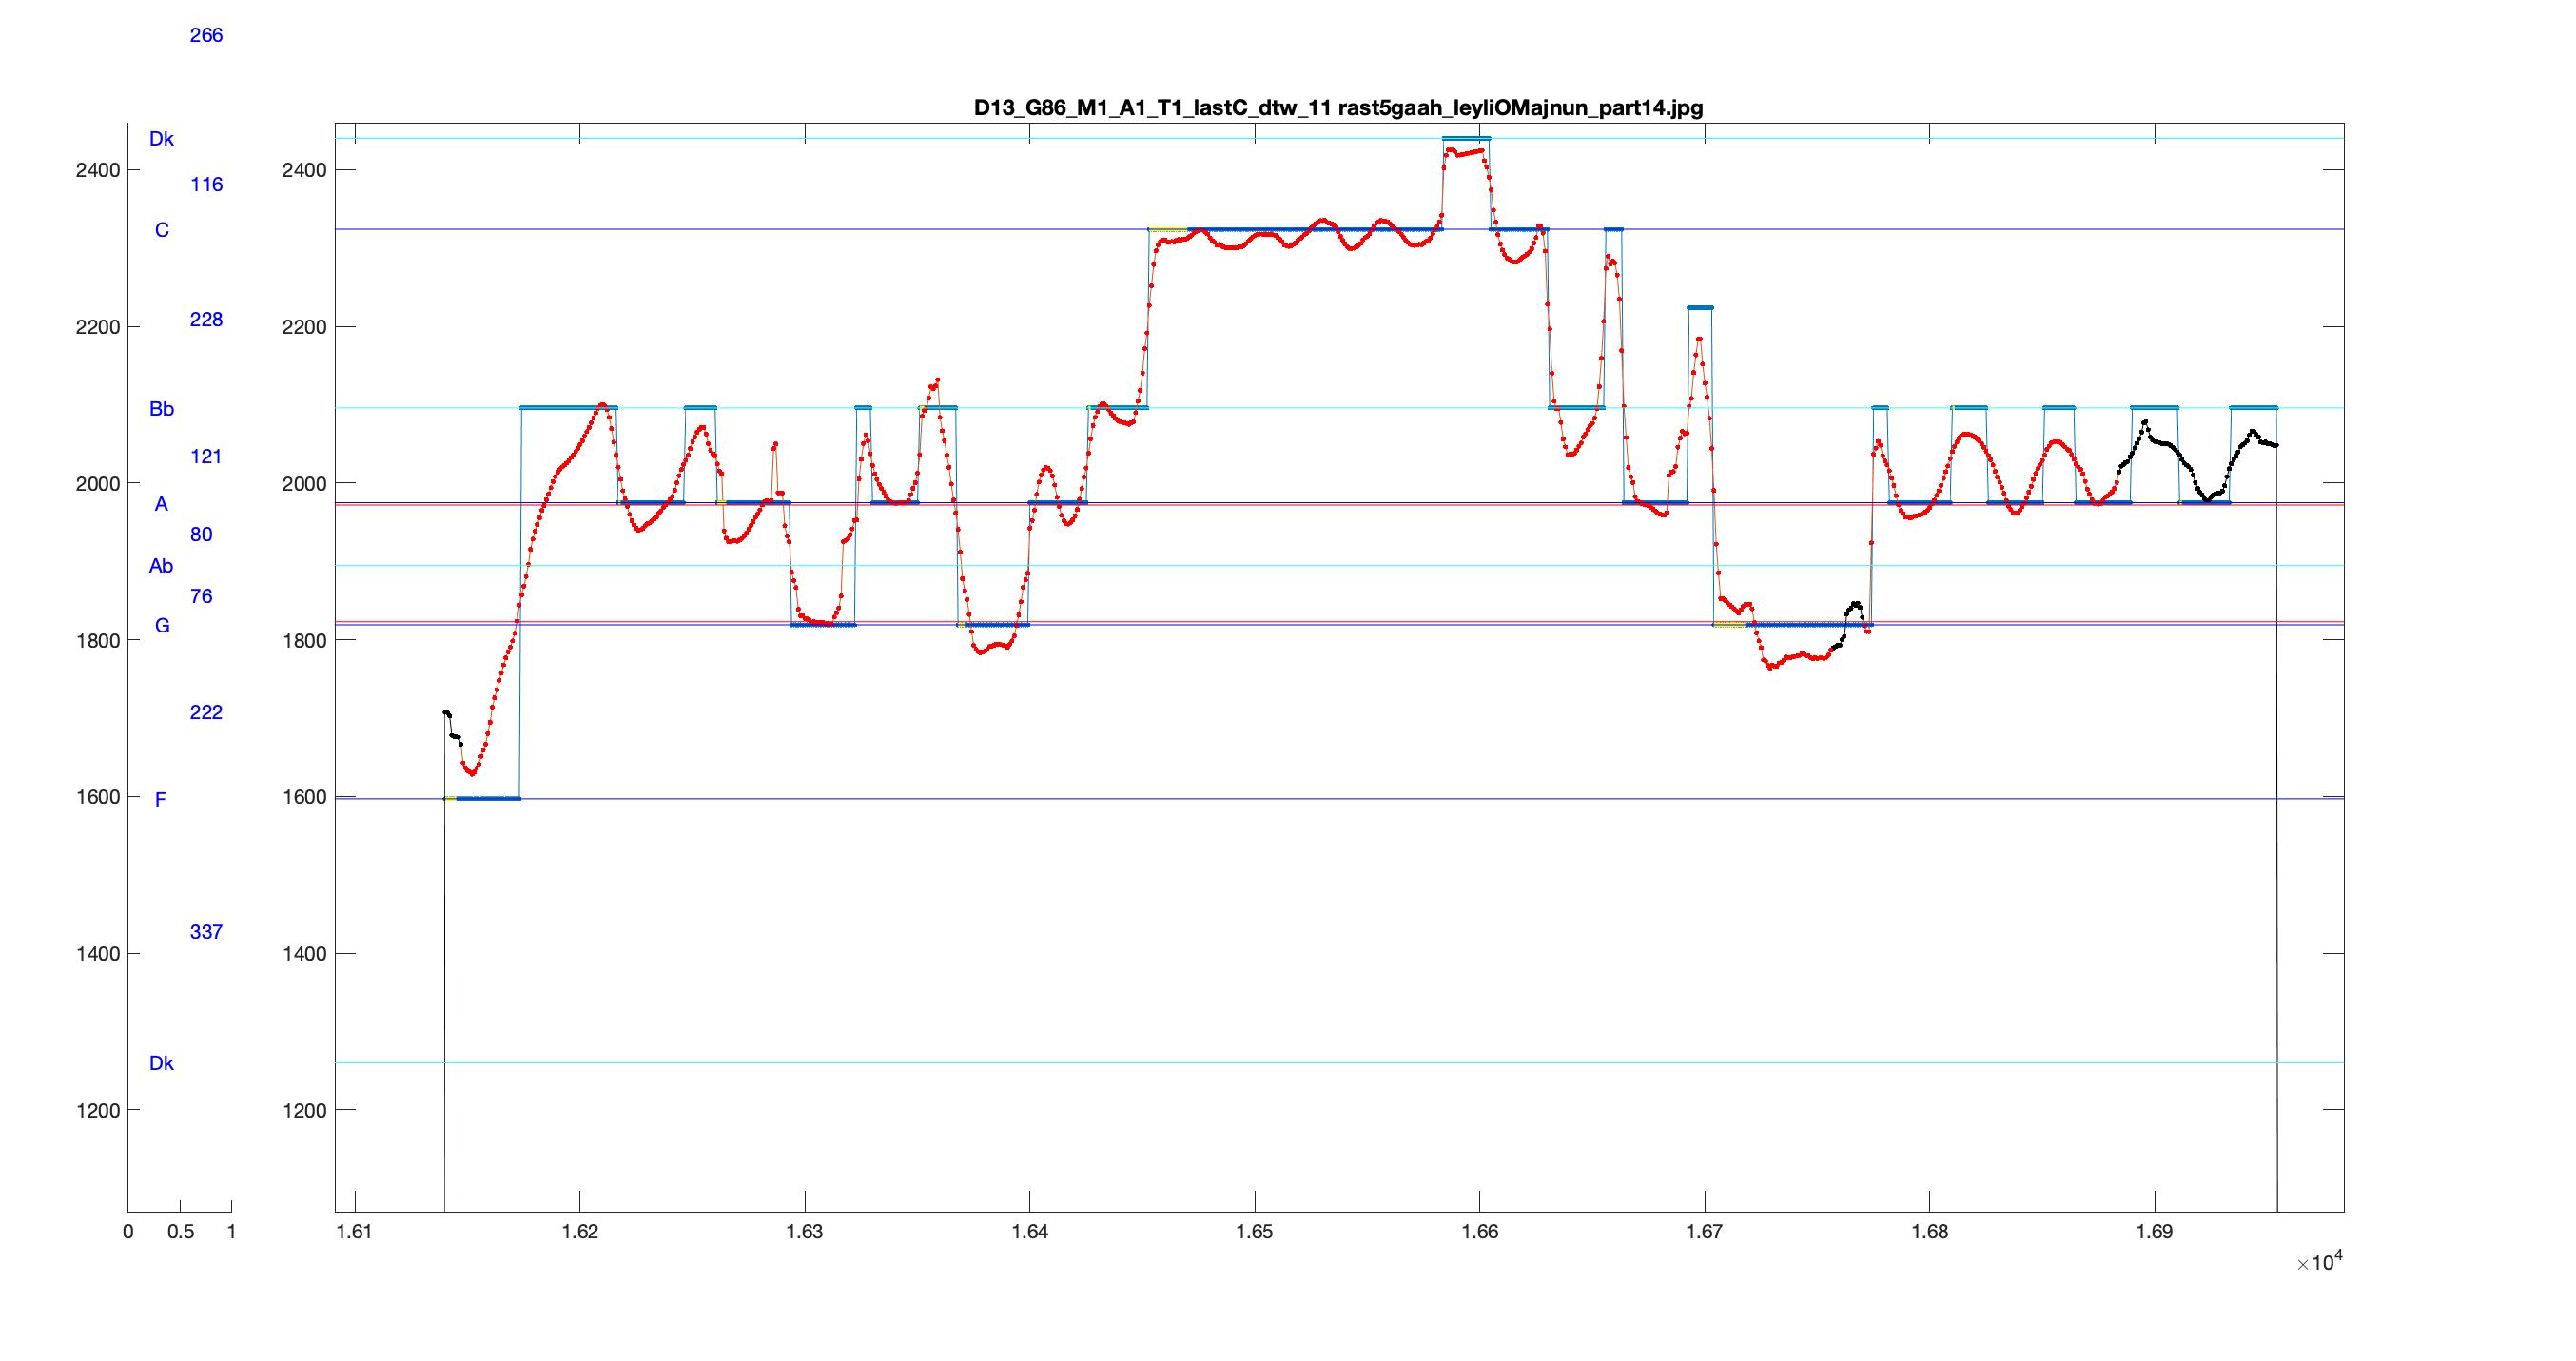 266
D13_G86_M1_A1_T1_lastC_dtw_11 rast5gaah_leyliOMajnun_part14.jpg
Dk
2400 2400
116
C
228
2200 2200
Bb
121
2000 2000
A
80
Ab
76
G
1800 1800
222
1600 F 1600
337
1400 1400
Dk
1200 1200
0 0.5 1 1.61 1.62 1.63 1.64 1.65 1.66 1.67 1.68 1.69
×10^4